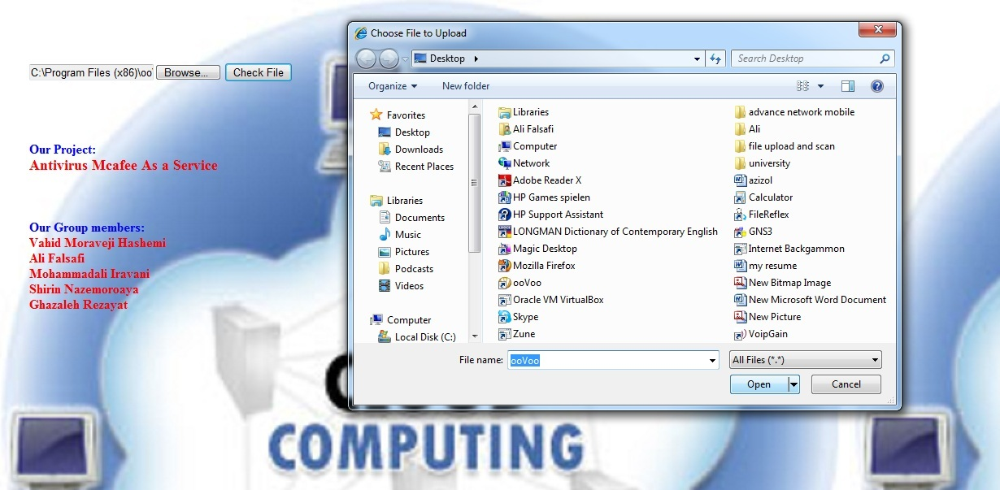 C:\Program Files (x86)\oo
Browse...
Check File
Our Project:
Antivirus Mcafee As a Service
Our Group members:
Vahid Moraveji Hashemi
Ali Falsafi
Mohammadali Iravani
Shirin Nazemoroaya
Ghazaleh Rezayat
Choose File to Upload
Desktop
Search Desktop
Organize
New folder
Favorites
Desktop
Downloads
Recent Places
Libraries
Documents
Music
Pictures
Podcasts
Videos
Computer
Local Disk (C:)
Libraries
Ali Falsafi
Computer
Network
Adobe Reader X
HP Games spielen
HP Support Assistant
LONGMAN Dictionary of Contemporary English
Magic Desktop
Mozilla Firefox
ooVoo
Oracle VM VirtualBox
Skype
Zune
advance network mobile
Ali
file upload and scan
university
azizol
Calculator
FileReflex
GNS3
Internet Backgammon
my resume
New Bitmap Image
New Microsoft Word Document
New Picture
VoipGain
File name:
ooVoo
All Files (*.*)
Open
Cancel
COMPUTING